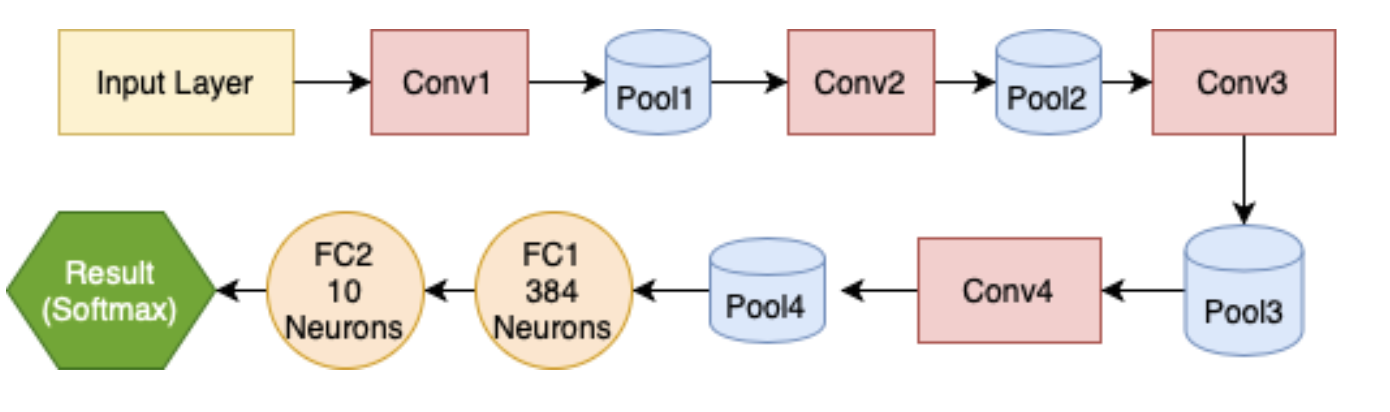 Input Layer
Conv1
Pool1
Conv2
Pool2
Conv3
Pool3
Conv4
Pool4
FC1
384
Neurons
FC2
10
Neurons
Result
(Softmax)